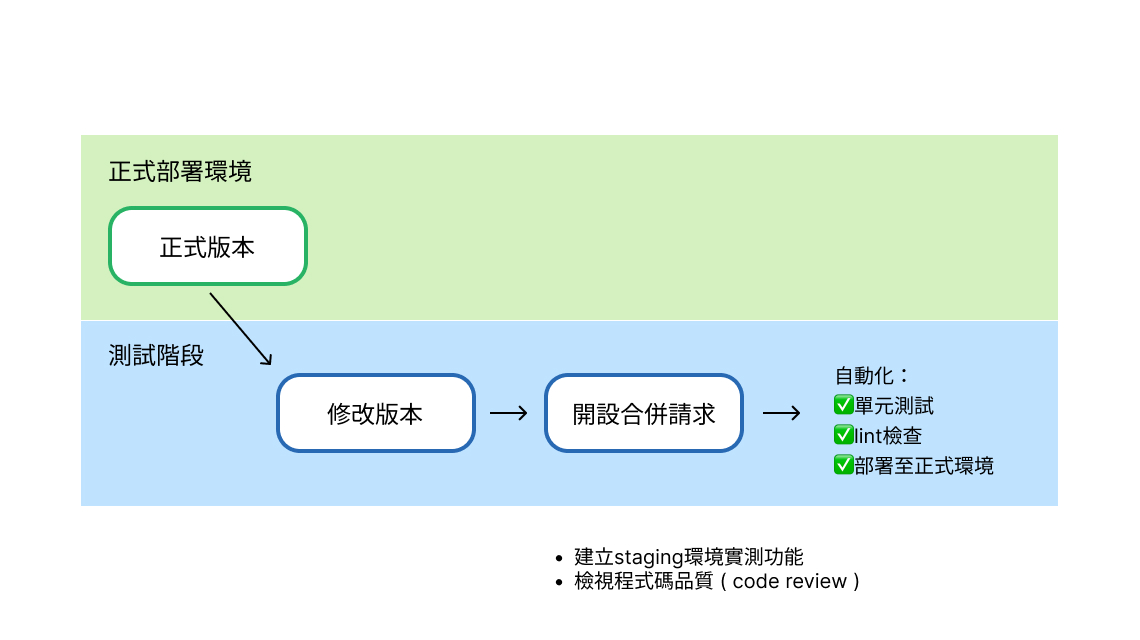 正式部署環境
正式版本
測試階段
修改版本
開設合併請求
自動化：
✅單元測試
✅lint檢查
✅部署至正式環境
• 建立staging環境實測功能
• 檢視程式碼品質 ( code review )